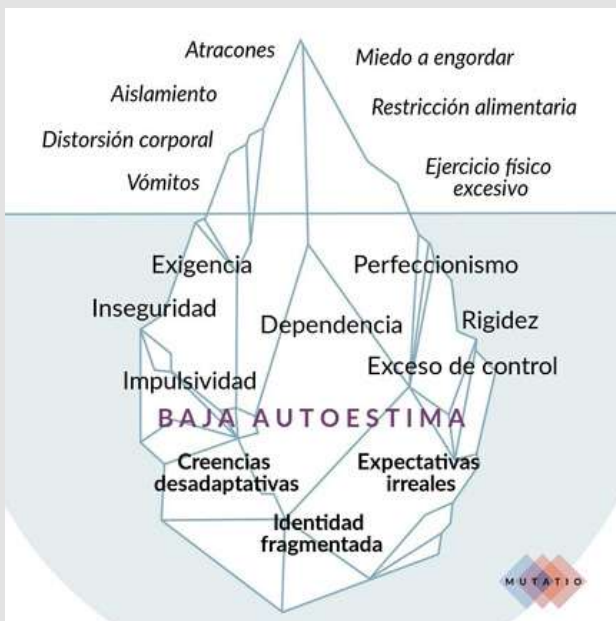 Atracones
Miedo a engordar
Aislamiento
Restricción alimentaria
Distorsión corporal
Vómitos
Ejercicio físico
excesivo
Exigencia
Perfeccionismo
Inseguridad
Dependencia
Rigidez
Impulsividad
Exceso de control
BAJA AUTOESTIMA
Creencias
desadaptativas
Expectativas
irreales
Identidad
fragmentada
MUTATIO